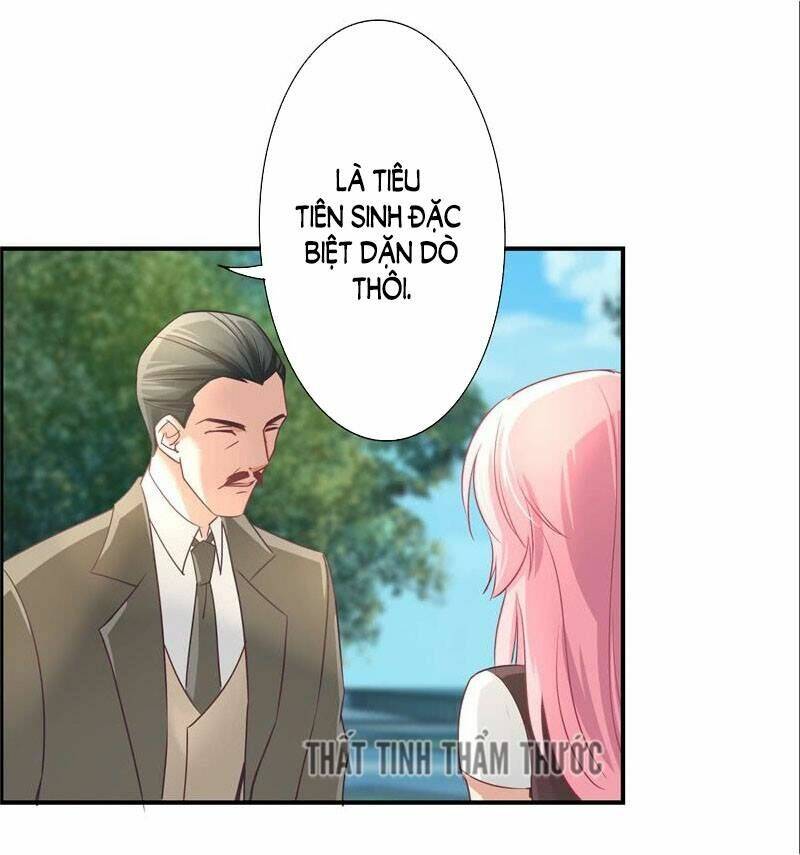 LÀ TIÊU
TIÊN SINH ĐẶC
BIỆT DẶN DÒ
THÔI.
THẤT TINH THẨM THƯỚC